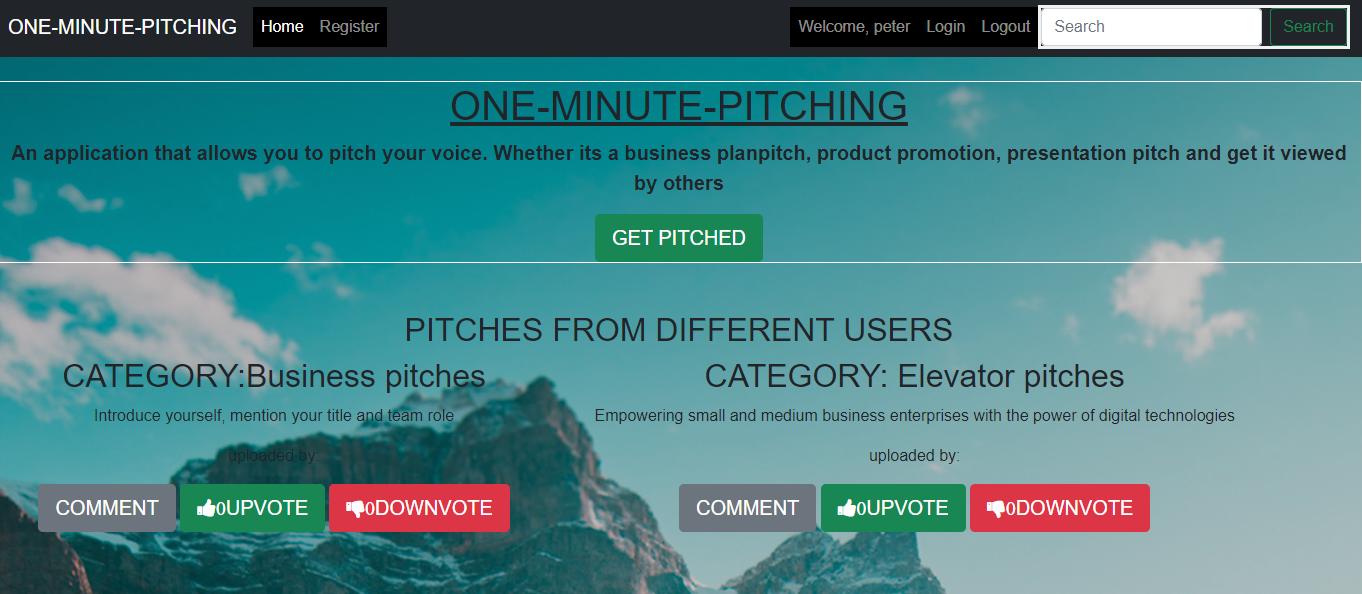 ONE-MINUTE-PITCHING Home Register Welcome, peter Login Logout Search Search
ONE-MINUTE-PITCHING
An application that allows you to pitch your voice. Whether its a business planpitch, product promotion, presentation pitch and get it viewed
by others
GET PITCHED
PITCHES FROM DIFFERENT USERS
CATEGORY:Business pitches
Introduce yourself, mention your title and team role
uploaded by:
COMMENT 0UPVOTE 0DOWNVOTE
CATEGORY: Elevator pitches
Empowering small and medium business enterprises with the power of digital technologies
uploaded by:
COMMENT 0UPVOTE 0DOWNVOTE